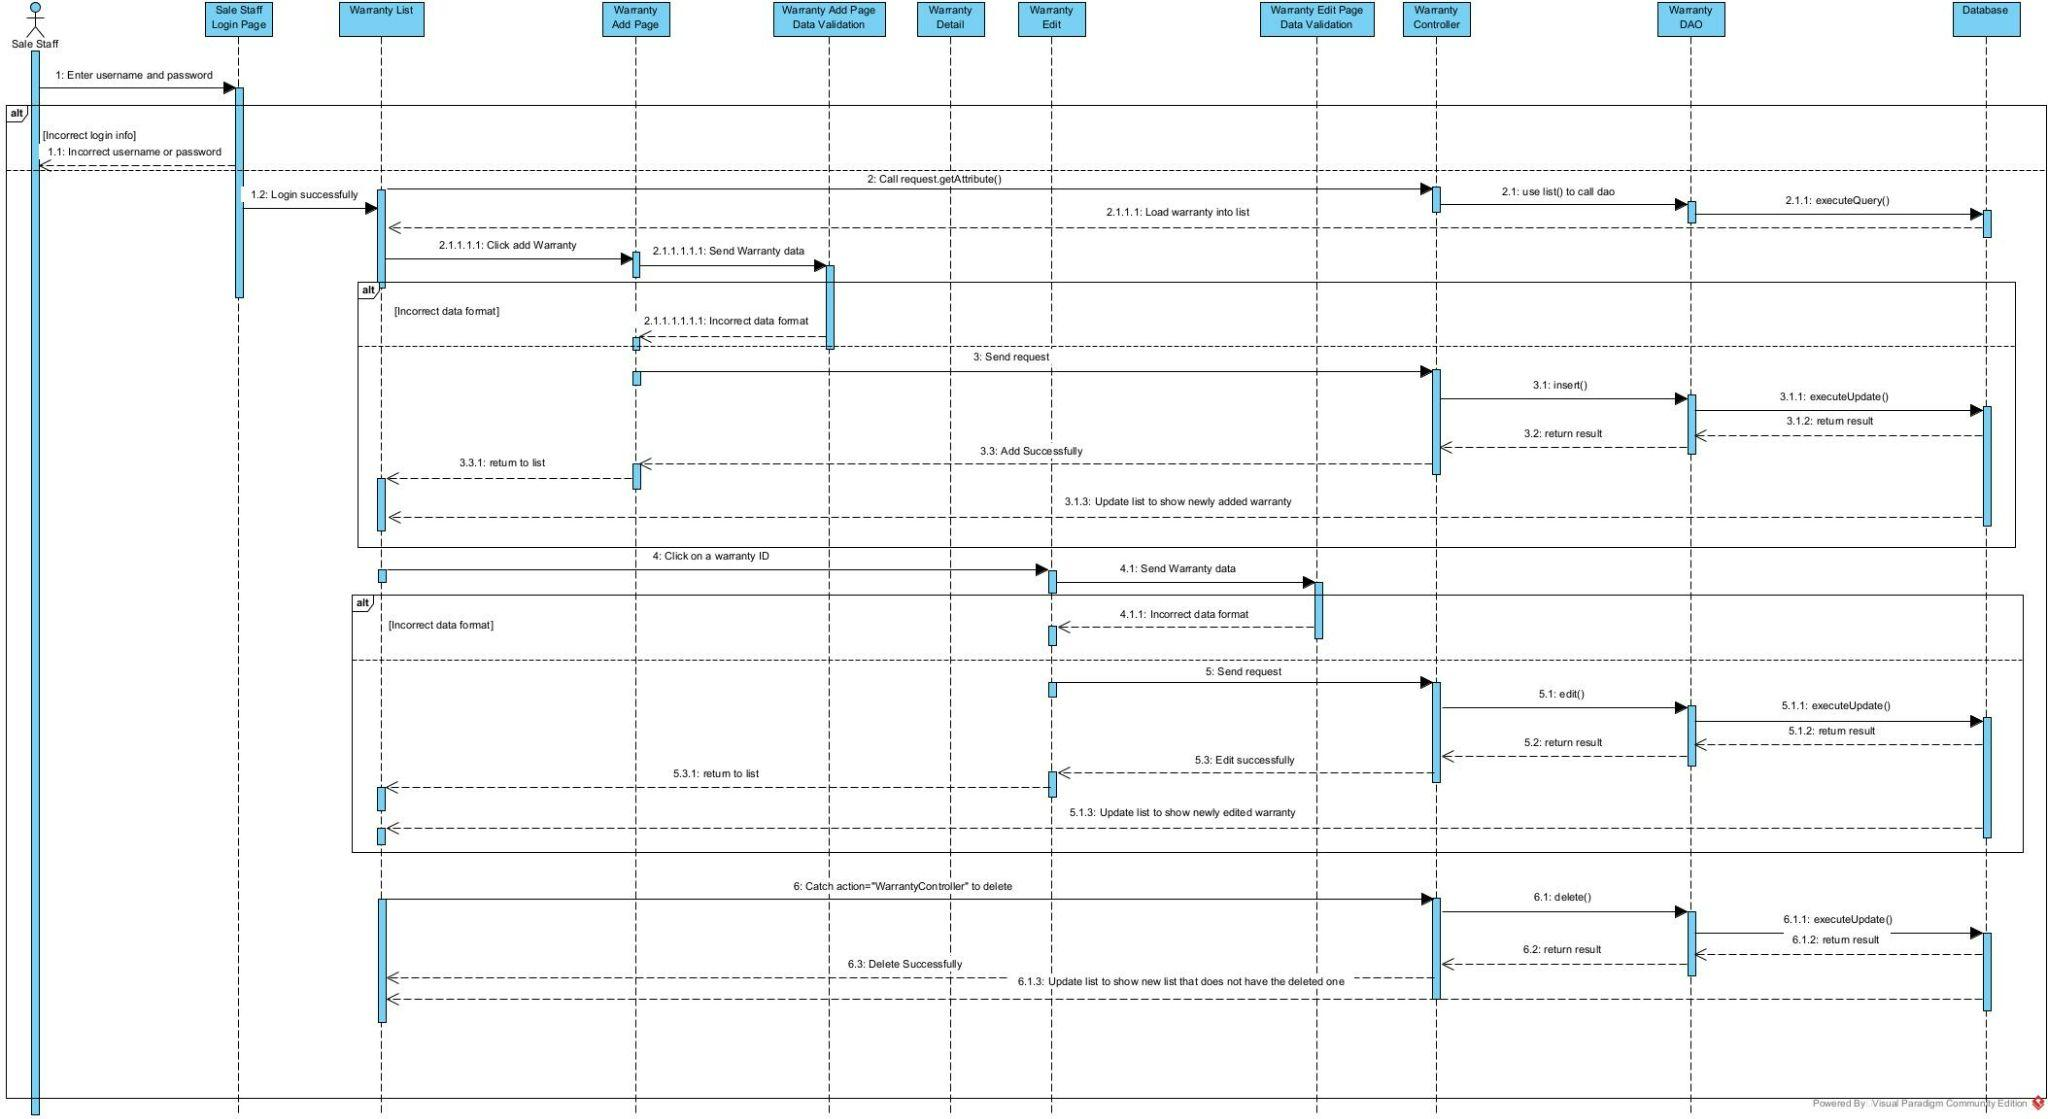 Sale Staff
Login Page
Warranty List
Warranty
Add Page
Warranty Add Page
Data Validation
Warranty
Detail
Warranty
Edit
Warranty Edit Page
Data Validation
Warranty
Controller
Warranty
DAO
Database
Sale Staff
1: Enter username and password
alt
[Incorrect login info]
1.1: Incorrect username or password
2: Call request.getAttribute()
1.2: Login successfully
2.1: use list() to call dao
2.1.1: executeQuery()
2.1.1.1: Load warranty into list
2.1.1.1.1: Click add Warranty
2.1.1.1.1.1: Send Warranty data
alt
[Incorrect data format]
2.1.1.1.1.1.1: Incorrect data format
3: Send request
3.1: insert()
3.1.1: executeUpdate()
3.1.2: return result
3.2: return result
3.3: Add Successfully
3.3.1: return to list
3.1.3: Update list to show newly added warranty
4: Click on a warranty ID
4.1: Send Warranty data
alt
[Incorrect data format]
4.1.1: Incorrect data format
5: Send request
5.1: edit()
5.1.1: executeUpdate()
5.1.2: return result
5.2: return result
5.3: Edit successfully
5.3.1: return to list
5.1.3: Update list to show newly edited warranty
6: Catch action="WarrantyController" to delete
6.1: delete()
6.1.1: executeUpdate()
6.1.2: return result
6.2: return result
6.3: Delete Successfully
6.1.3: Update list to show new list that does not have the deleted one
Powered By: Visual Paradigm Community Edition